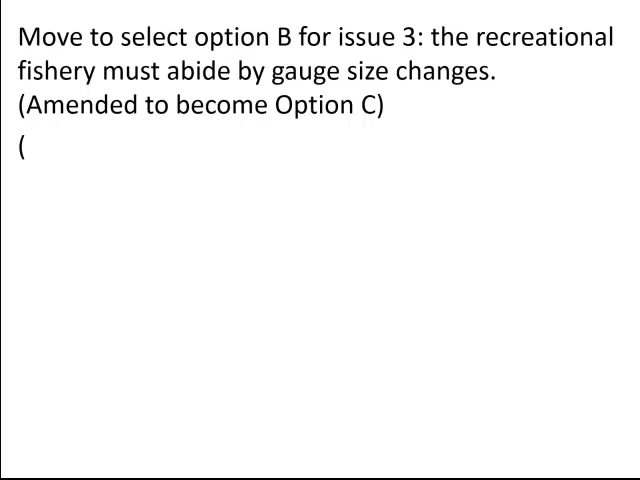 Move to select option B for issue 3: the recreational
fishery must abide by gauge size changes.
(Amended to become Option C)
(